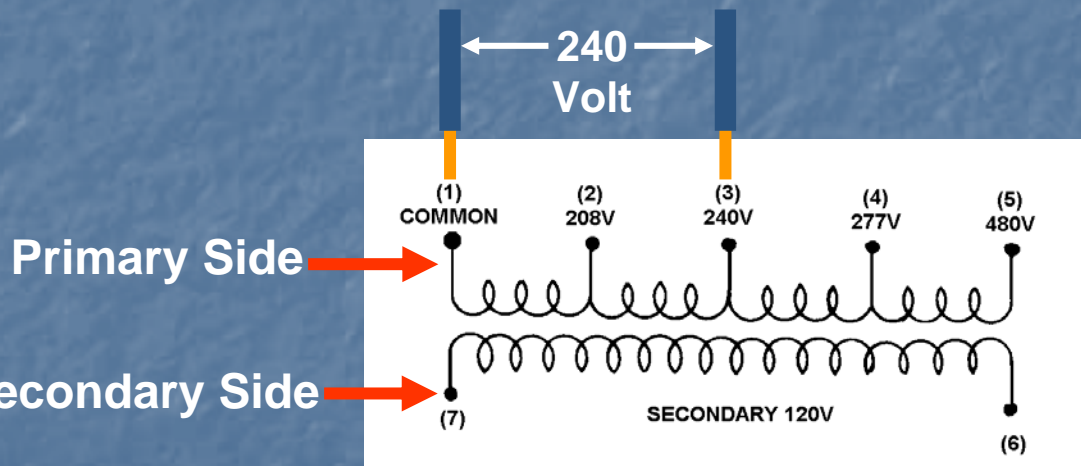 240
Volt
(1)
COMMON
(2)
208V
(3)
240V
(4)
277V
(5)
480V
Primary Side
econdary Side
(7)
SECONDARY 120V
(6)